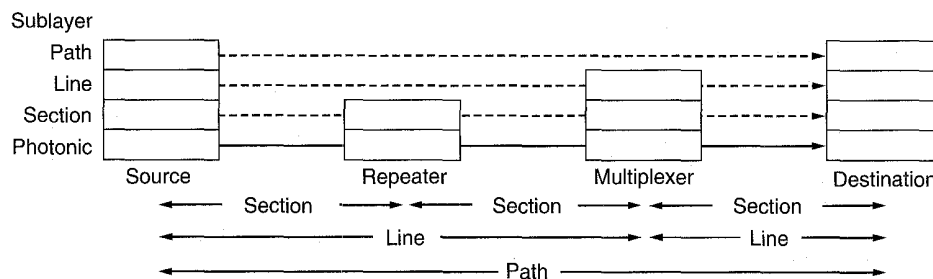 Sublayer
Path
Line
Section
Photonic
Source Repeater Multiplexer Destination
Section Section Section
Line Line
Path